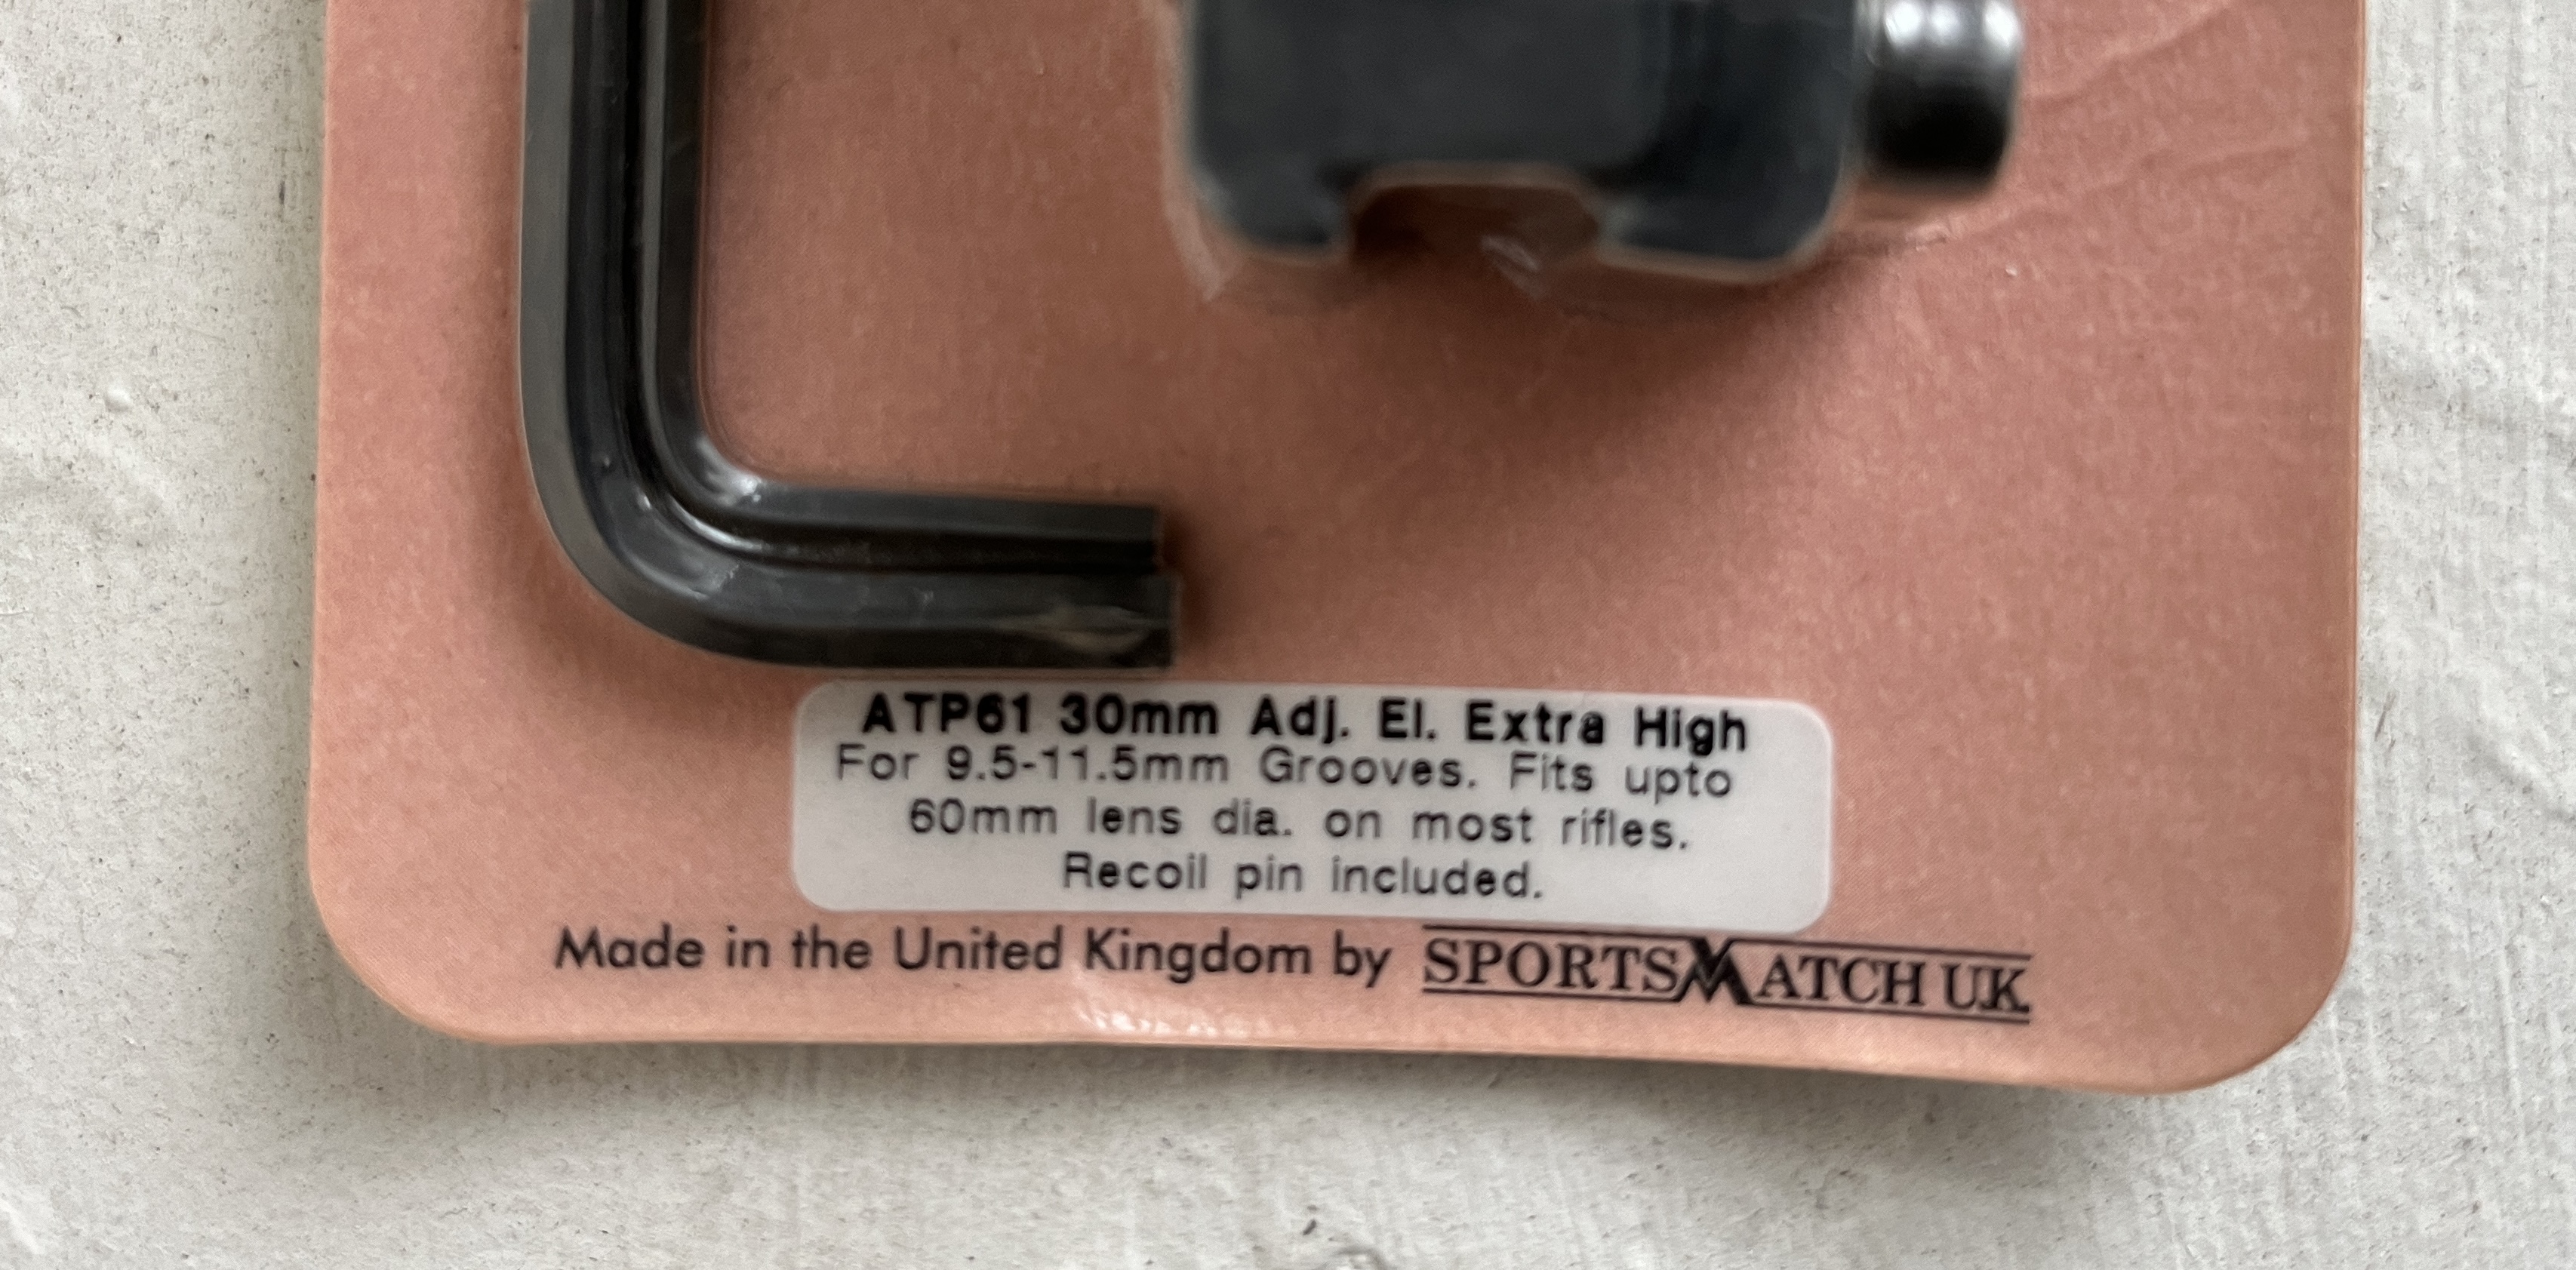 ATP61 30mm Adj. El. Extra High
For 9.5-11.5mm Grooves. Fits upto
60mm lens dia. on most rifles.
Recoil pin included.
Made in the United Kingdom by SPORTSMATCH UK